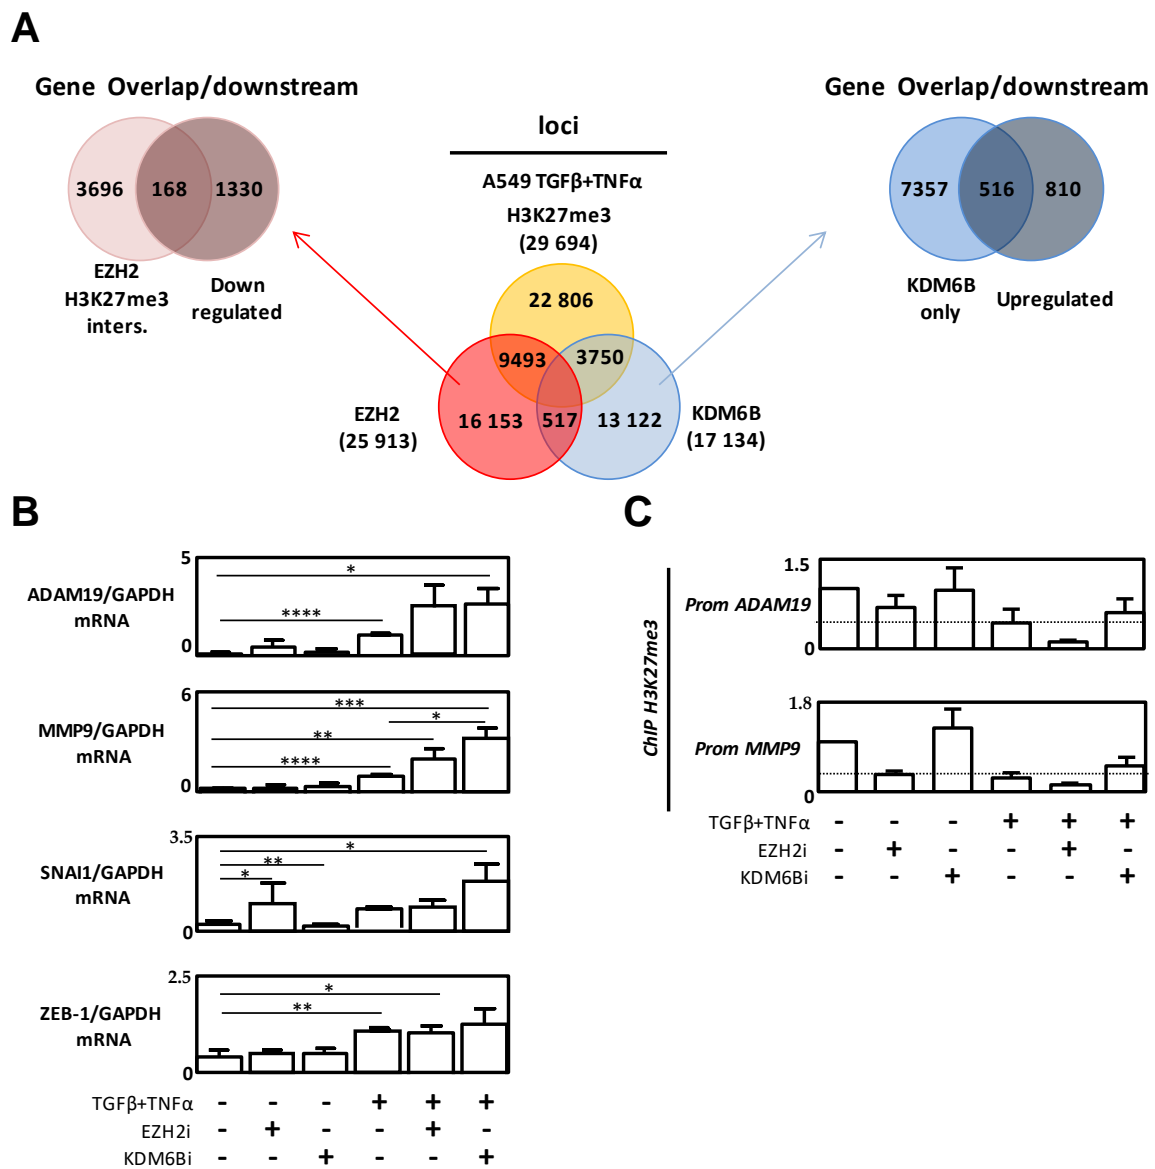 A
Gene Overlap/downstream
3696 168 1330
EZH2
H3K27me3
inters.
Down
regulated
loci
A549 TGFβ+TNFα
H3K27me3
(29 694)
22 806
9493 3750
16 153 517 13 122
EZH2
(25 913)
KDM6B
(17 134)
Gene Overlap/downstream
7357 516 810
KDM6B
only
Upregulated
B
ADAM19/GAPDH
mRNA
5
0
*
****
MMP9/GAPDH
mRNA
6
0
***
*
**
****
SNAI1/GAPDH
mRNA
3.5
0
*
**
*
ZEB-1/GAPDH
mRNA
2.5
0
*
**
TGFβ+TNFα - - - + + +
EZH2i - + - - + -
KDM6Bi - - + - - +
C
ChIP H3K27me3
Prom ADAM19
1.5
0
Prom MMP9
1.8
0
TGFβ+TNFα - - - + + +
EZH2i - + - - + -
KDM6Bi - - + - - +